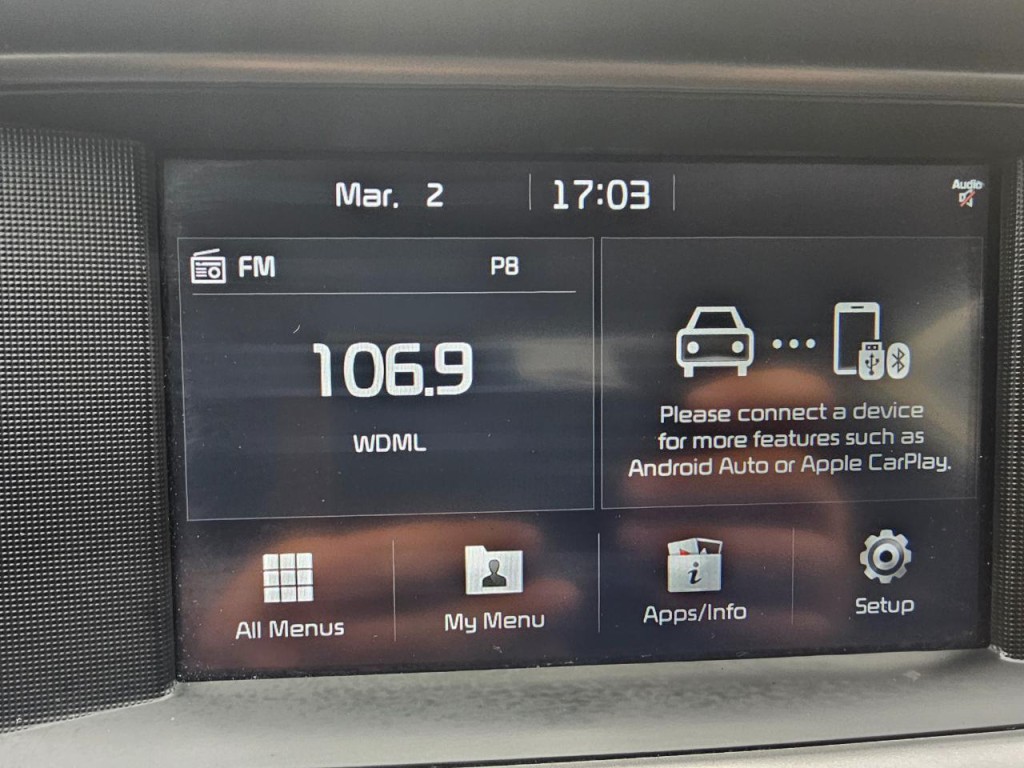 Mar. 2 17:03 Audio
FM P8
106.9
WDML
Please connect a device
for more features such as
Android Auto or Apple CarPlay.
All Menus My Menu Apps/Info Setup